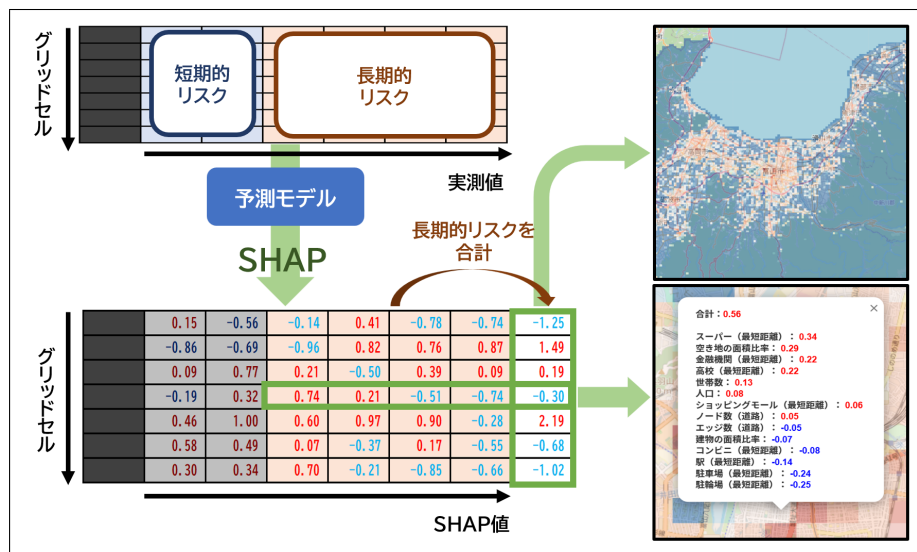 グリッドセル
短期的
リスク
長期的
リスク
実測値
予測モデル
SHAP
長期的リスクを
合計
グリッドセル
0.15 -0.56 -0.14 0.41 -0.78 -0.74 -1.25
-0.86 -0.69 -0.96 0.82 0.76 0.87 1.49
0.09 0.77 0.21 -0.50 0.39 0.09 0.19
-0.19 0.32 0.74 0.21 -0.51 -0.74 -0.30
0.46 1.00 0.60 0.97 0.90 -0.28 2.19
0.58 0.49 0.07 -0.37 0.17 -0.55 -0.68
0.30 0.34 0.70 -0.21 -0.85 -0.66 -1.02
SHAP値
×
合計：0.56
スーパー（最短距離）：0.34
空き地の面積比率：0.29
金融機関（最短距離）：0.22
高校（最短距離）：0.22
世帯数：0.13
人口：0.08
ショッピングモール（最短距離）：0.06
ノード数（道路）：0.05
エッジ数（道路）：-0.05
建物の面積比率：-0.07
コンビニ（最短距離）：-0.08
駅（最短距離）：-0.14
駐車場（最短距離）：-0.24
駐輪場（最短距離）：-0.25